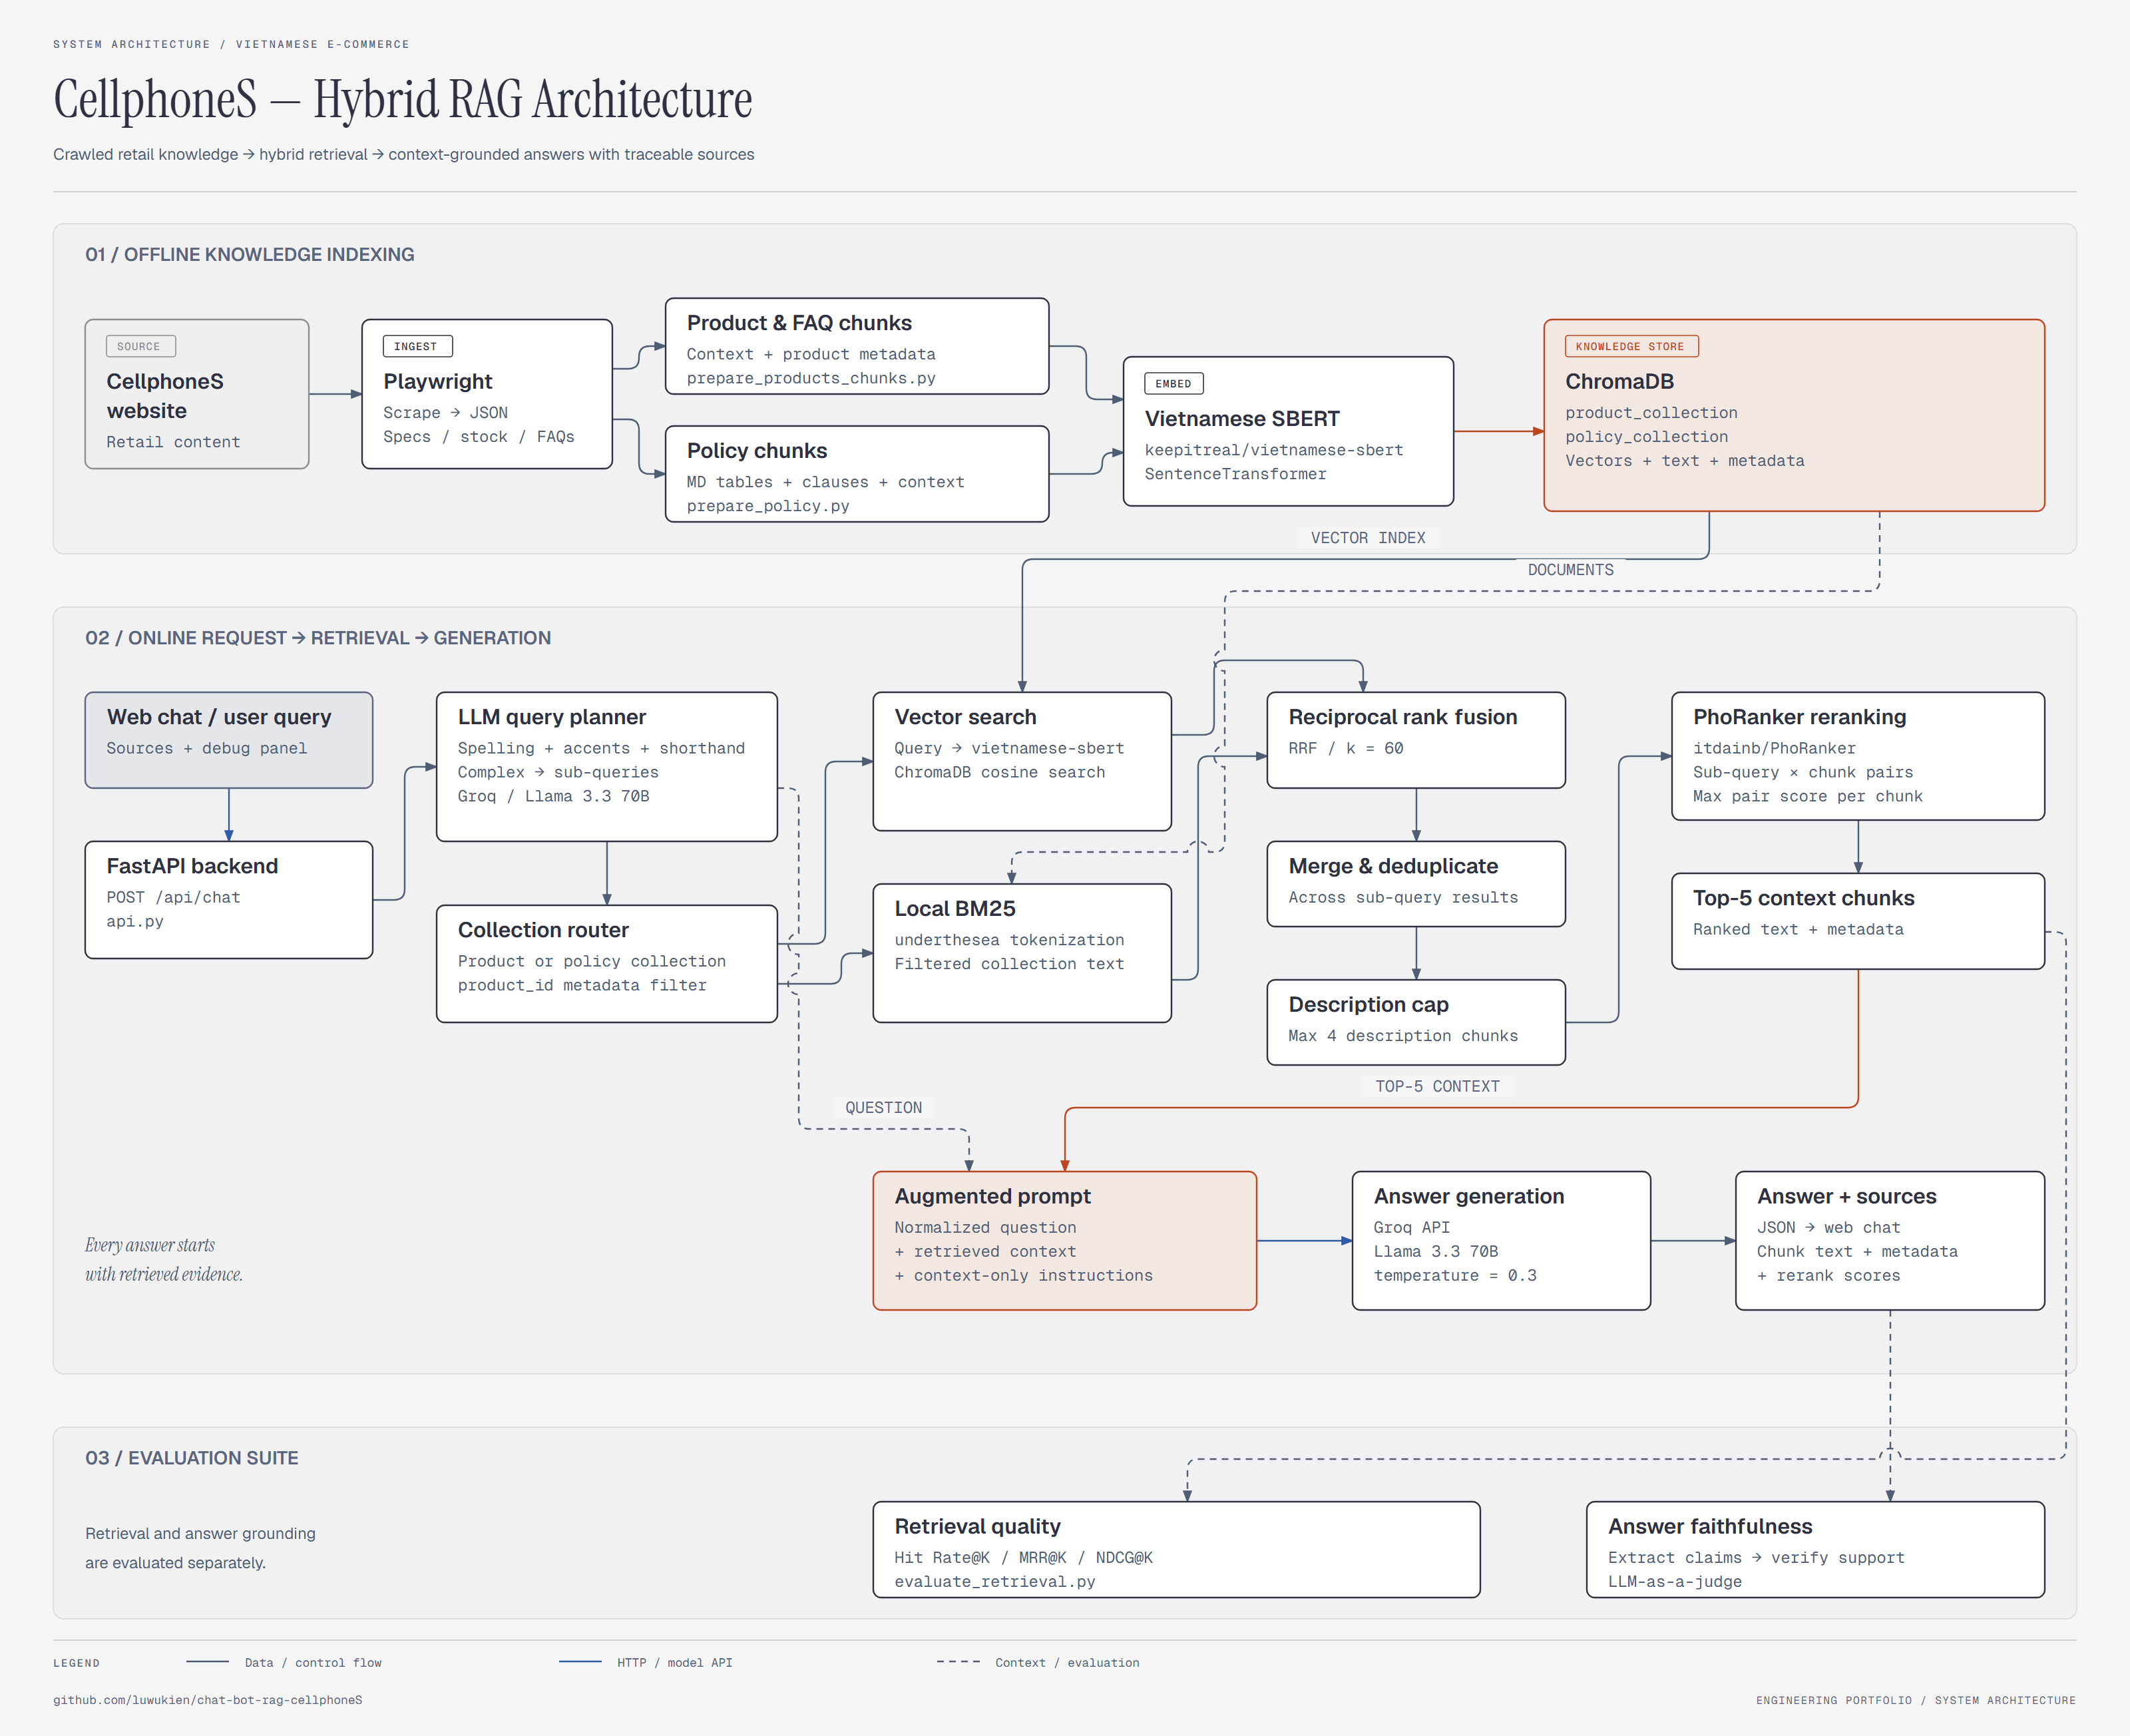 SYSTEM ARCHITECTURE / VIETNAMESE E-COMMERCE
CellphoneS — Hybrid RAG Architecture
Crawled retail knowledge → hybrid retrieval → context-grounded answers with traceable sources
01 / OFFLINE KNOWLEDGE INDEXING
SOURCE
CellphoneS
website
Retail content
INGEST
Playwright
Scrape → JSON
Specs / stock / FAQs
Product & FAQ chunks
Context + product metadata
prepare_products_chunks.py
Policy chunks
MD tables + clauses + context
prepare_policy.py
EMBED
Vietnamese SBERT
keepitreal/vietnamese-sbert
SentenceTransformer
KNOWLEDGE STORE
ChromaDB
product_collection
policy_collection
Vectors + text + metadata
VECTOR INDEX
DOCUMENTS
02 / ONLINE REQUEST → RETRIEVAL → GENERATION
Web chat / user query
Sources + debug panel
FastAPI backend
POST /api/chat
api.py
LLM query planner
Spelling + accents + shorthand
Complex → sub-queries
Groq / Llama 3.3 70B
Collection router
Product or policy collection
product_id metadata filter
Vector search
Query → vietnamese-sbert
ChromaDB cosine search
Local BM25
underthesea tokenization
Filtered collection text
Reciprocal rank fusion
RRF / k = 60
Merge & deduplicate
Across sub-query results
Description cap
Max 4 description chunks
PhoRanker reranking
itdainb/PhoRanker
Sub-query × chunk pairs
Max pair score per chunk
Top-5 context chunks
Ranked text + metadata
TOP-5 CONTEXT
QUESTION
Every answer starts
with retrieved evidence.
Augmented prompt
Normalized question
+ retrieved context
+ context-only instructions
Answer generation
Groq API
Llama 3.3 70B
temperature = 0.3
Answer + sources
JSON → web chat
Chunk text + metadata
+ rerank scores
03 / EVALUATION SUITE
Retrieval and answer grounding
are evaluated separately.
Retrieval quality
Hit Rate@K / MRR@K / NDCG@K
evaluate_retrieval.py
Answer faithfulness
Extract claims → verify support
LLM-as-a-judge
LEGEND
Data / control flow
HTTP / model API
Context / evaluation
github.com/luwukien/chat-bot-rag-cellphoneS
ENGINEERING PORTFOLIO / SYSTEM ARCHITECTURE